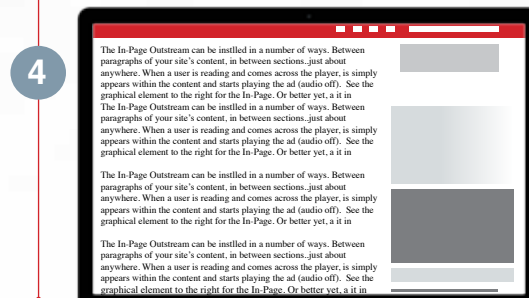 4
The In-Page Outstream can be instlled in a number of ways. Between
paragraphs of your site's content, in between sections..just about
anywhere. When a user is reading and comes across the player, is simply
appears within the content and starts playing the ad (audio off). See the
graphical element to the right for the In-Page. Or better yet, a it in
The In-Page Outstream can be instlled in a number of ways. Between
paragraphs of your site's content, in between sections..just about
anywhere. When a user is reading and comes across the player, is simply
appears within the content and starts playing the ad (audio off). See the
graphical element to the right for the In-Page. Or better yet, a it in
The In-Page Outstream can be instlled in a number of ways. Between
paragraphs of your site's content, in between sections..just about
anywhere. When a user is reading and comes across the player, is simply
appears within the content and starts playing the ad (audio off). See the
graphical element to the right for the In-Page. Or better yet, a it in
The In-Page Outstream can be instlled in a number of ways. Between
paragraphs of your site's content, in between sections..just about
anywhere. When a user is reading and comes across the player, is simply
appears within the content and starts playing the ad (audio off). See the
graphical element to the right for the In-Page. Or better yet, a it in